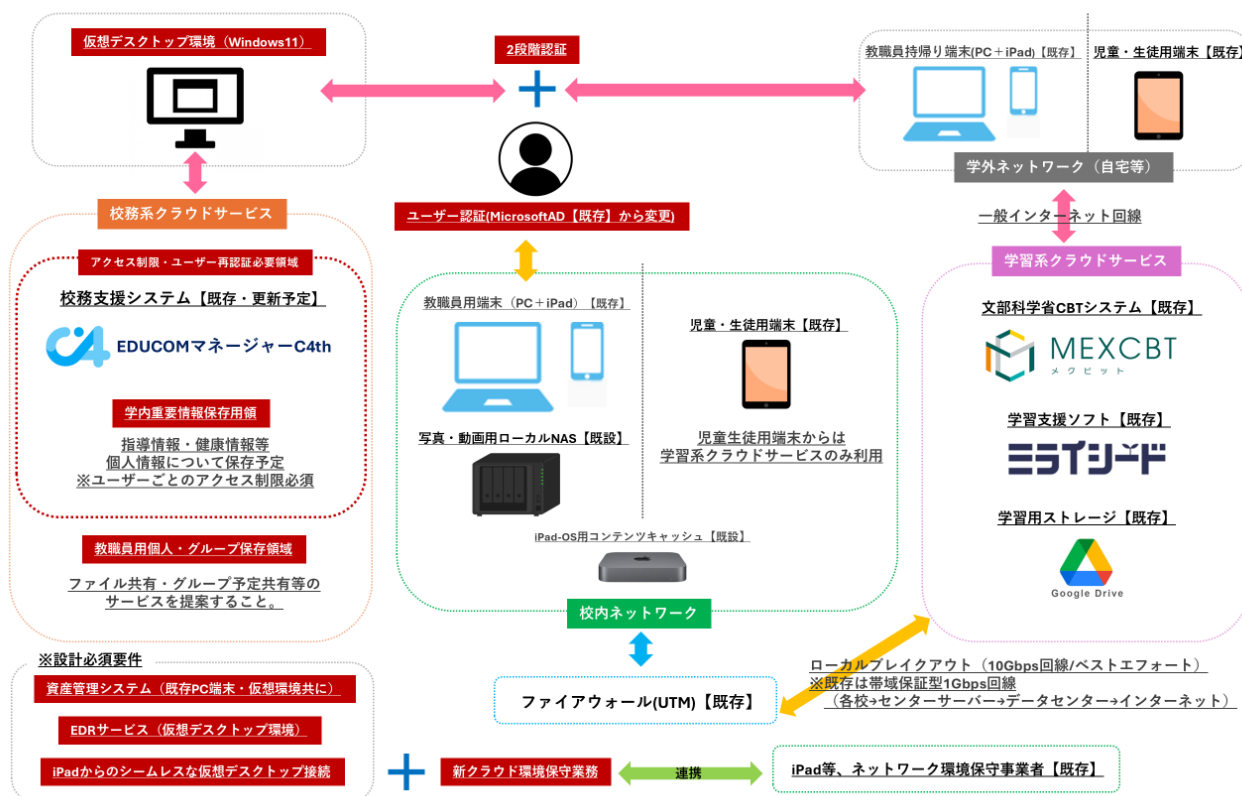 仮想デスクトップ環境（Windows11）
2段階認証
教職員持帰り端末(PC＋iPad)【既存】
児童・生徒用端末【既存】
学外ネットワーク（自宅等）
ユーザー認証(MicrosoftAD【既存】から変更)
一般インターネット回線
校務系クラウドサービス
アクセス制限・ユーザー再認証必要領域
校務支援システム【既存・更新予定】
C4
EDUCOMマネージャーC4th
学内重要情報保存用領
指導情報・健康情報等
個人情報について保存予定
※ユーザーごとのアクセス制限必須
教職員用個人・グループ保存領域
ファイル共有・グループ予定共有等の
サービスを提案すること。
教職員用端末（PC＋iPad）【既存】
児童・生徒用端末【既存】
写真・動画用ローカルNAS【既設】
児童生徒用端末からは
学習系クラウドサービスのみ利用
iPad-OS用コンテンツキャッシュ【既設】
校内ネットワーク
学習系クラウドサービス
文部科学省CBTシステム【既存】
MEXCBT
メクビット
学習支援ソフト【既存】
ミライシード
学習用ストレージ【既存】
Google Drive
ファイアウォール(UTM)【既存】
ローカルブレイクアウト（10Gbps回線/ベストエフォート）
※既存は帯域保証型1Gbps回線
（各校→センターサーバー→データセンター→インターネット）
※設計必須要件
資産管理システム（既存PC端末・仮想環境共に）
EDRサービス（仮想デスクトップ環境）
iPadからのシームレスな仮想デスクトップ接続
新クラウド環境保守業務
連携
iPad等、ネットワーク環境保守事業者【既存】